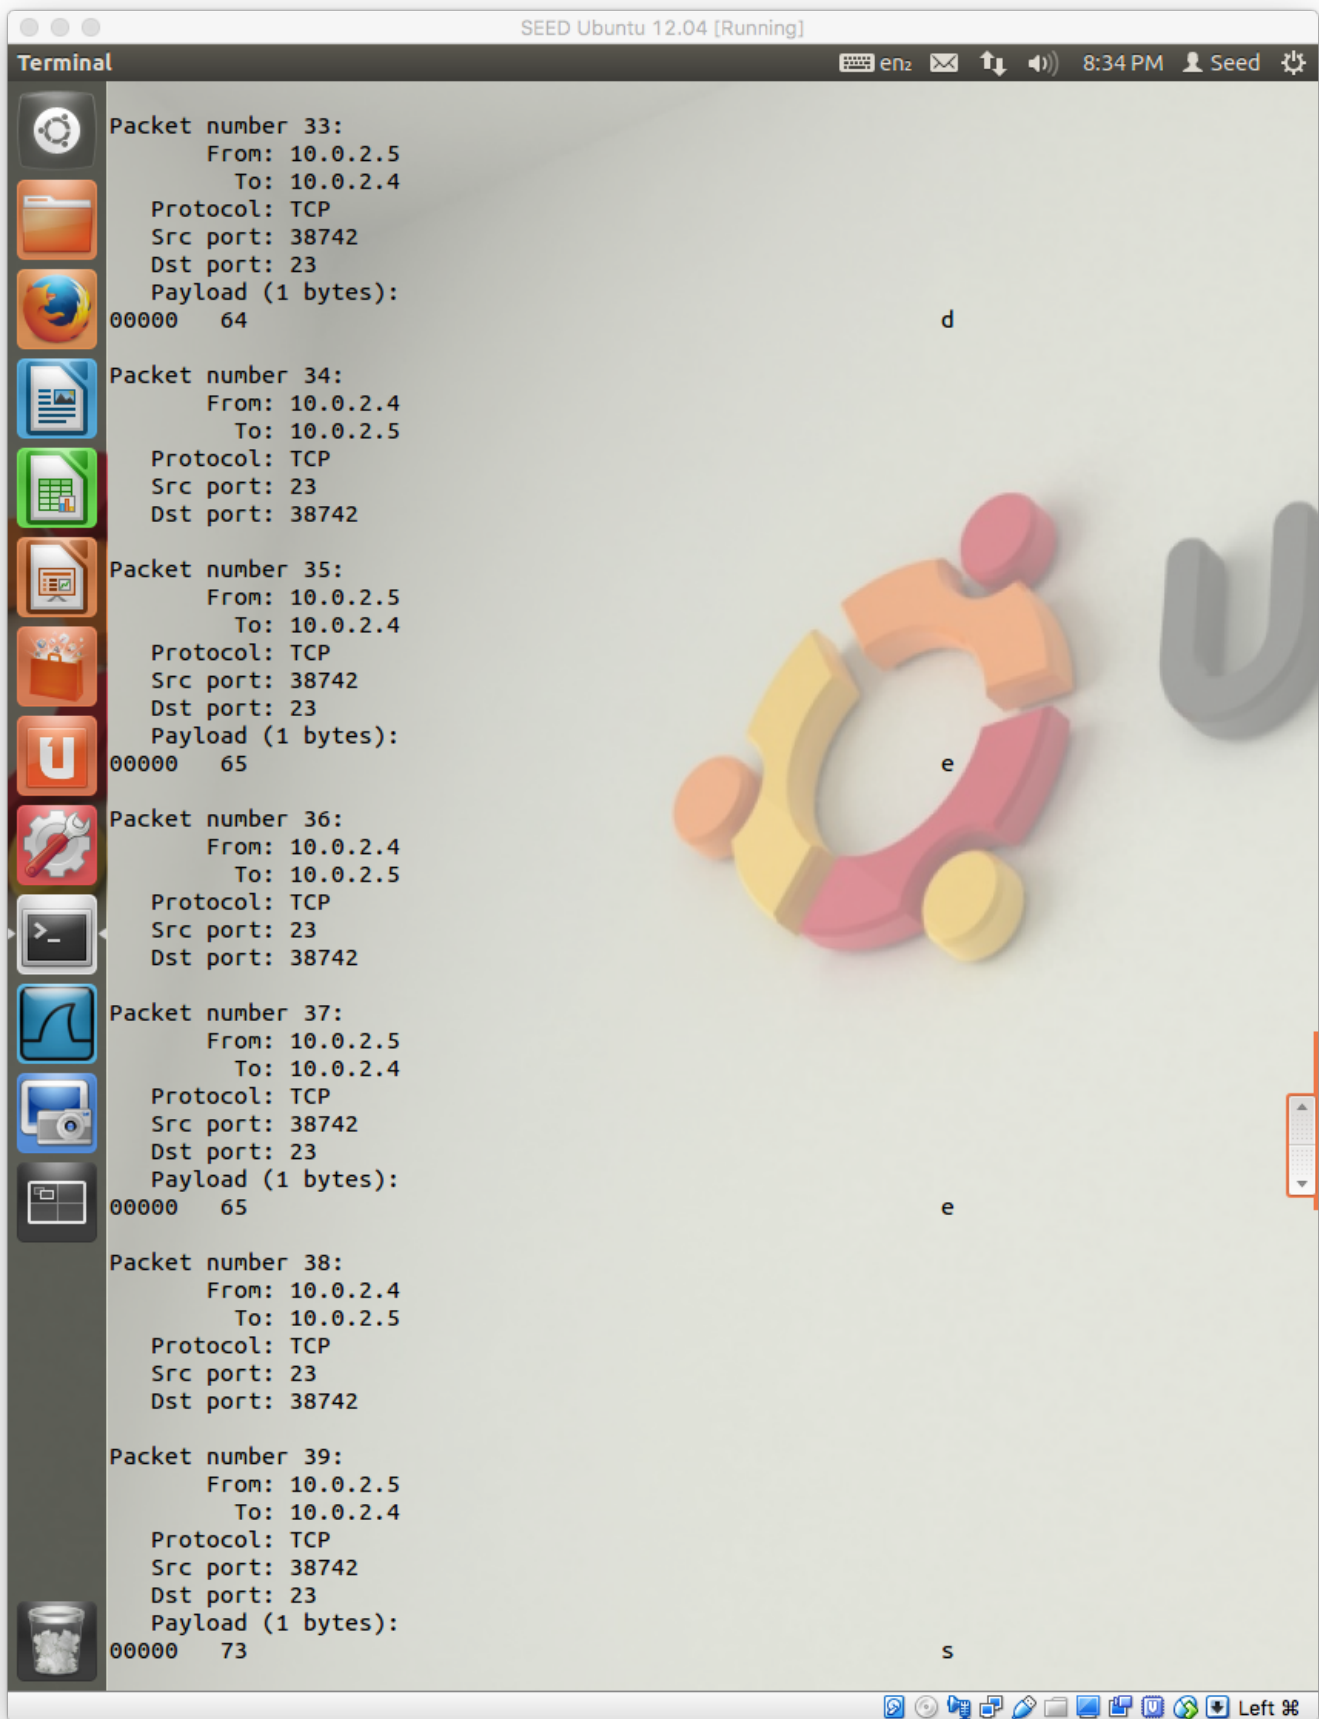 SEED Ubuntu 12.04 [Running]
Terminal
en2
8:34 PM
Seed
Packet number 33:
From: 10.0.2.5
To: 10.0.2.4
Protocol: TCP
Src port: 38742
Dst port: 23
Payload (1 bytes):
00000 64 d
Packet number 34:
From: 10.0.2.4
To: 10.0.2.5
Protocol: TCP
Src port: 23
Dst port: 38742
Packet number 35:
From: 10.0.2.5
To: 10.0.2.4
Protocol: TCP
Src port: 38742
Dst port: 23
Payload (1 bytes):
00000 65 e
Packet number 36:
From: 10.0.2.4
To: 10.0.2.5
Protocol: TCP
Src port: 23
Dst port: 38742
Packet number 37:
From: 10.0.2.5
To: 10.0.2.4
Protocol: TCP
Src port: 38742
Dst port: 23
Payload (1 bytes):
00000 65 e
Packet number 38:
From: 10.0.2.4
To: 10.0.2.5
Protocol: TCP
Src port: 23
Dst port: 38742
Packet number 39:
From: 10.0.2.5
To: 10.0.2.4
Protocol: TCP
Src port: 38742
Dst port: 23
Payload (1 bytes):
00000 73 s
Left ⌘